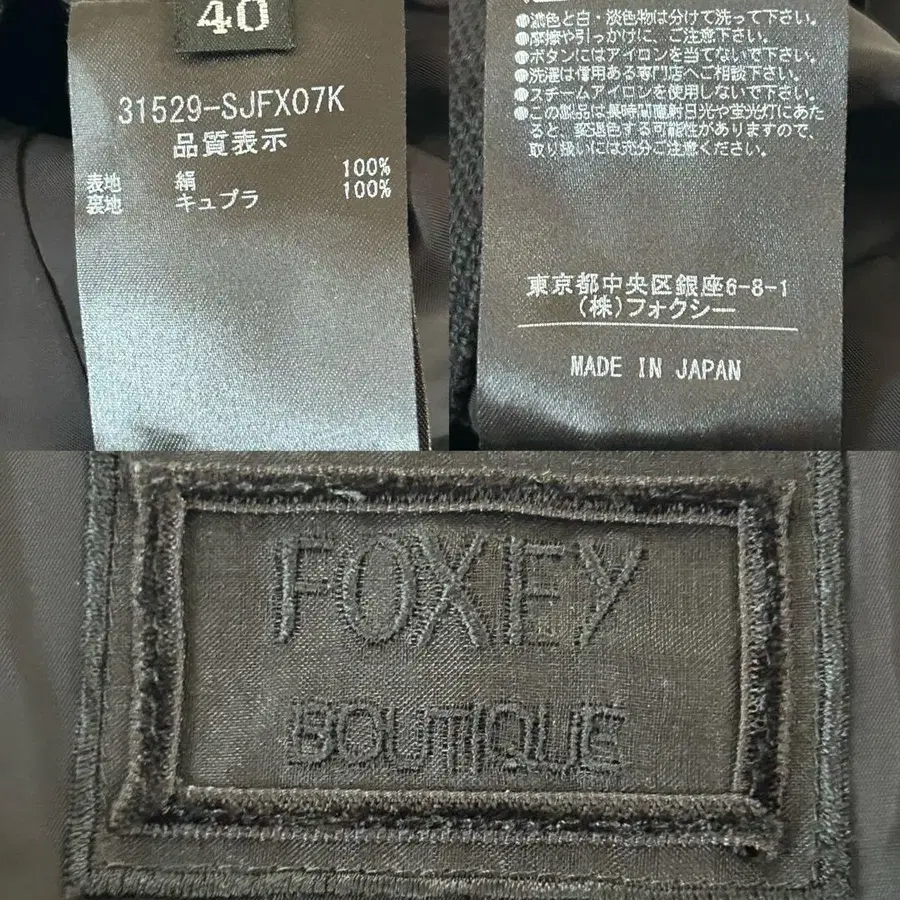 40
31529-SJFX07K
品質表示
表地 絹 100%
裏地 キュプラ 100%
●濃色と白・淡色物は分けて洗って下さい。
●摩擦や引っかけに、ご注意下さい。
●ボタンにはアイロンを当てないで下さい。
●洗濯は信用ある専門店へご相談下さい。
●スチームアイロンを使用しないで下さい。
●この製品は長時間直射日光や蛍光灯にあた
ると、変退色する可能性がありますので、
取り扱いには充分ご注意ください。
東京都中央区銀座6-8-1
(株)フォクシー
MADE IN JAPAN
FOXEY
BOUTIQUE